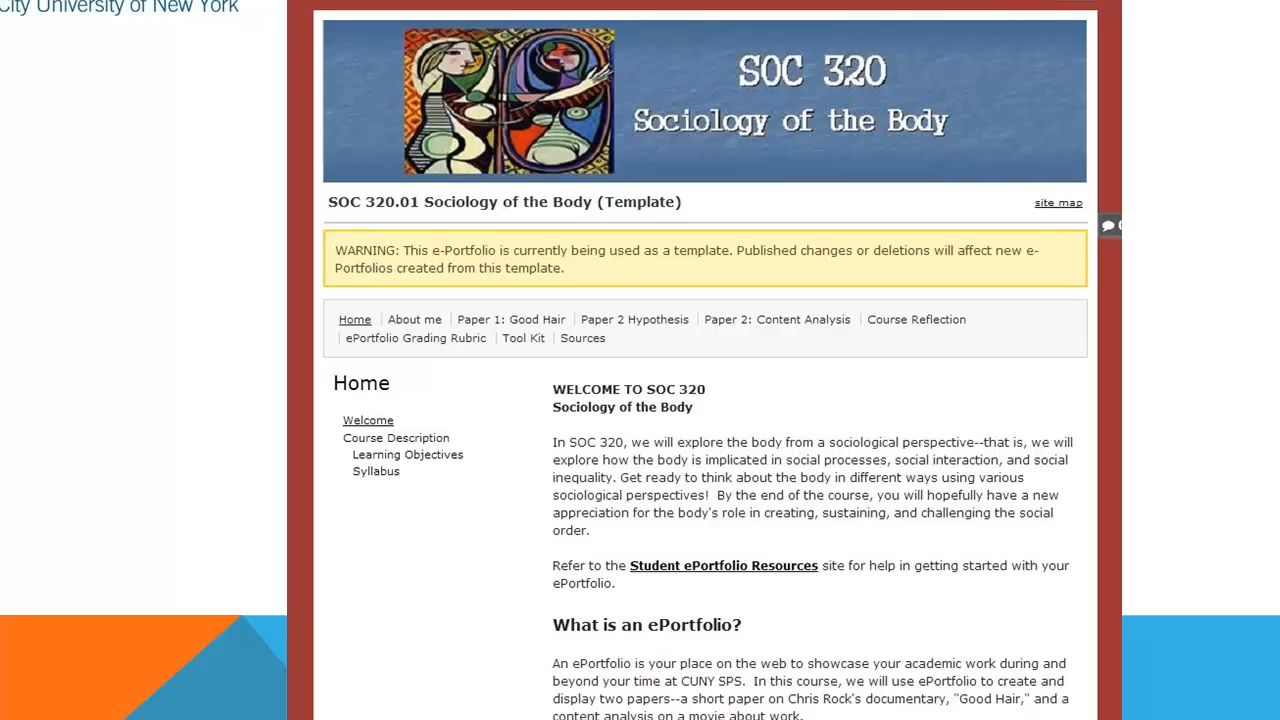 City University of New York
SOC 320
Sociology of the Body
SOC 320.01 Sociology of the Body (Template)
site map
WARNING: This e-Portfolio is currently being used as a template. Published changes or deletions will affect new e-
Portfolios created from this template.
Home
About me
Paper 1: Good Hair
Paper 2 Hypothesis
Paper 2: Content Analysis
Course Reflection
ePortfolio Grading Rubric
Tool Kit
Sources
Home
Welcome
Course Description
Learning Objectives
Syllabus
WELCOME TO SOC 320
Sociology of the Body
In SOC 320, we will explore the body from a sociological perspective--that is, we will
explore how the body is implicated in social processes, social interaction, and social
inequality. Get ready to think about the body in different ways using various
sociological perspectives!  By the end of the course, you will hopefully have a new
appreciation for the body's role in creating, sustaining, and challenging the social
order.
Refer to the Student ePortfolio Resources site for help in getting started with your
ePortfolio.
What is an ePortfolio?
An ePortfolio is your place on the web to showcase your academic work during and
beyond your time at CUNY SPS.  In this course, we will use ePortfolio to create and
display two papers--a short paper on Chris Rock's documentary, "Good Hair," and a
content analysis on a movie about work.